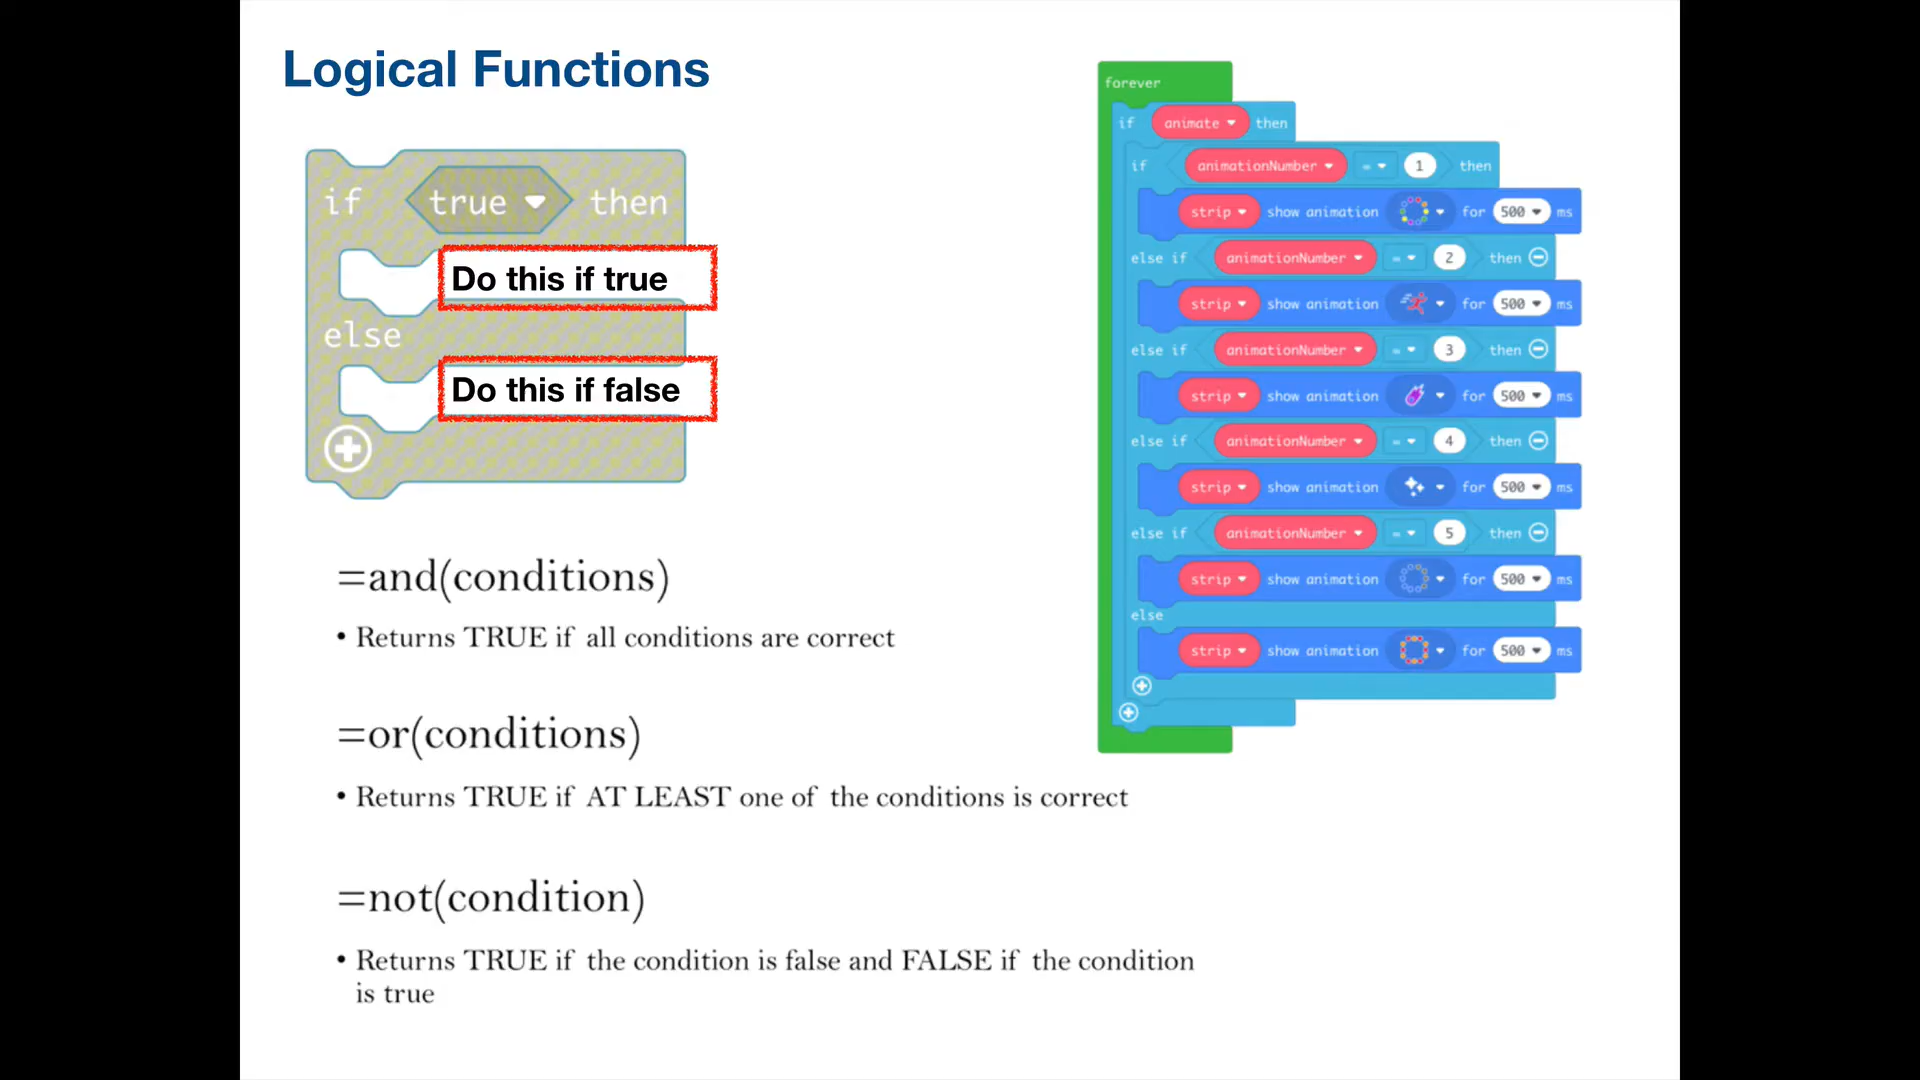 Logical Functions
if true then
Do this if true
else
Do this if false
=and(conditions)
• Returns TRUE if all conditions are correct
=or(conditions)
• Returns TRUE if AT LEAST one of the conditions is correct
=not(condition)
• Returns TRUE if the condition is false and FALSE if the condition
is true
forever
if animate then
if animationNumber = 1 then
strip show animation for 500 ms
else if animationNumber = 2 then
strip show animation for 500 ms
else if animationNumber = 3 then
strip show animation for 500 ms
else if animationNumber = 4 then
strip show animation for 500 ms
else if animationNumber = 5 then
strip show animation for 500 ms
else
strip show animation for 500 ms